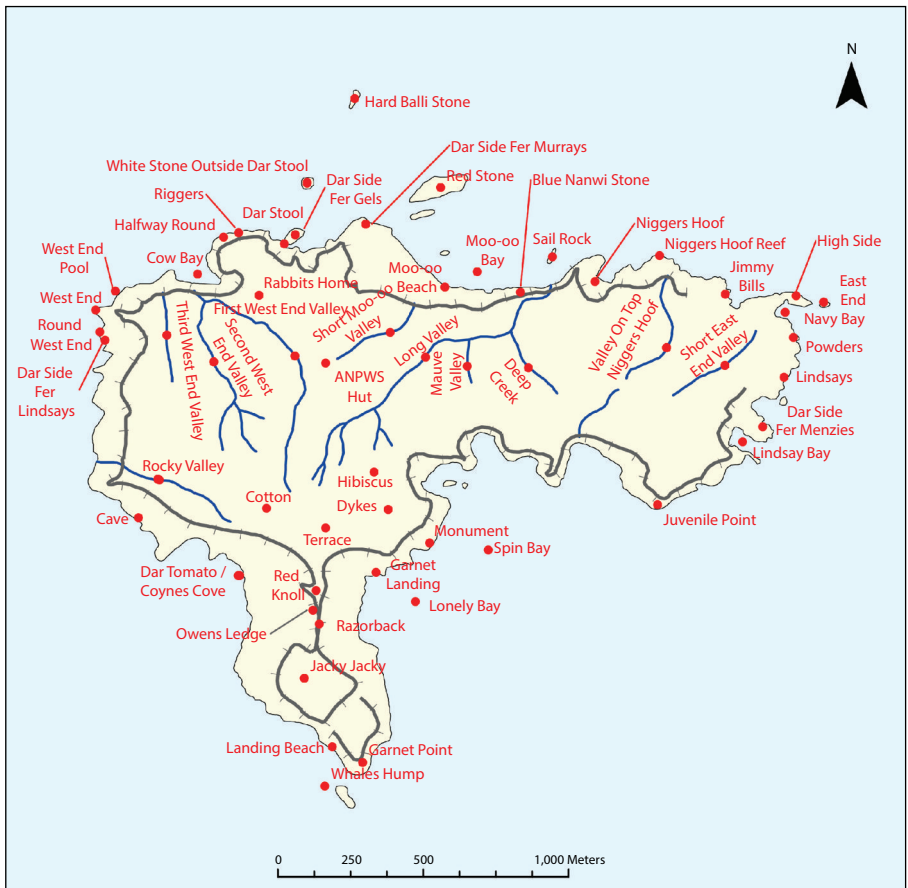 N
Hard Balli Stone
Dar Side Fer Murrays
White Stone Outside Dar Stool
Dar Side
Fer Gels
Red Stone
Blue Nanwi Stone
Riggers
Dar Stool
Halfway Round
Niggers Hoof
Niggers Hoof Reef
High Side
West End
Pool
Cow Bay
Moo-oo
Bay
Sail Rock
Jimmy
Bills
East
End
Rabbits Home
Moo-oo
Beach
First West End Valley
West End
Navy Bay
Round
West End
Third West End Valley
Second West
End Valley
Short Moo-oo
Valley
Long Valley
Mauve
Valley
Deep
Creek
Valley On Top
Niggers Hoof
Short East
End Valley
Powders
Dar Side
Fer
Lindsays
ANPWS
Hut
Lindsays
Dar Side
Fer Menzies
Lindsay Bay
Rocky Valley
Hibiscus
Cotton
Dykes
Juvenile Point
Cave
Terrace
Monument
Spin Bay
Dar Tomato /
Coynes Cove
Red
Knoll
Garnet
Landing
Lonely Bay
Owens Ledge
Razorback
Jacky Jacky
Landing Beach
Garnet Point
Whales Hump
0 250 500 1,000 Meters